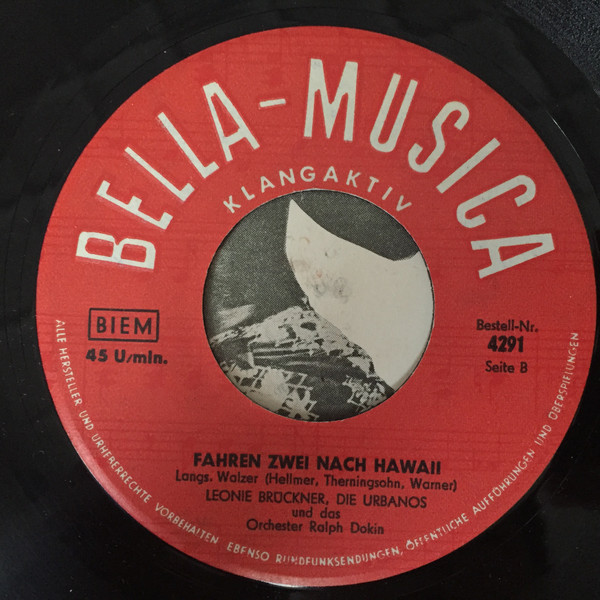 BELLA-MUSICA
KLANGAKTIV
BIEM
45 U/min.
Bestell-Nr.
4291
Seite B
FAHREN ZWEI NACH HAWAII
Langs. Walzer (Hellmer, Therningsohn, Warner)
LEONIE BRÜCKNER, DIE URBANOS
und das
Orchester Ralph Dokin
ALLE HERSTELLER UND URHEBERRECHTE VORBEHALTEN EBENSO RUNDFUNKSENDUNGEN, ÖFFENTLICHE AUFFÜHRUNGEN UND ÜBERSPIELUNGEN